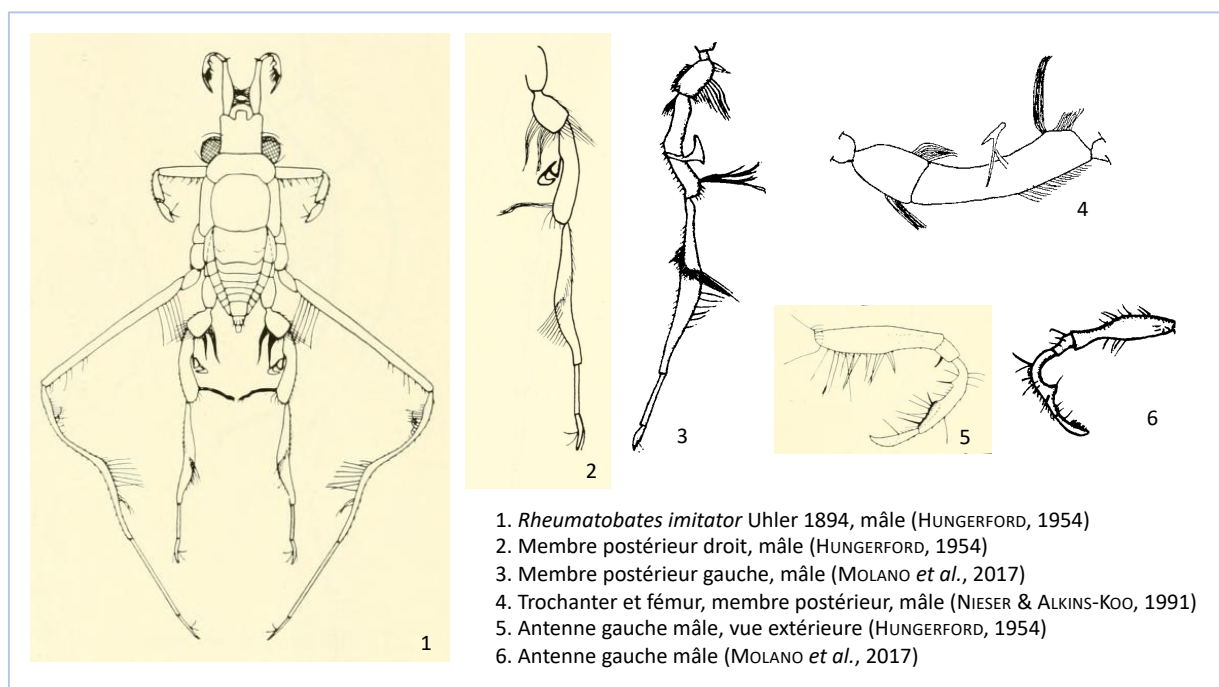 1
2
3
4
5
6
1. Rheumatobates imitator Uhler 1894, mâle (HUNGERFORD, 1954)
2. Membre postérieur droit, mâle (HUNGERFORD, 1954)
3. Membre postérieur gauche, mâle (MOLANO et al., 2017)
4. Trochanter et fémur, membre postérieur, mâle (NIESER & ALKINS-KOO, 1991)
5. Antenne gauche mâle, vue extérieure (HUNGERFORD, 1954)
6. Antenne gauche mâle (MOLANO et al., 2017)